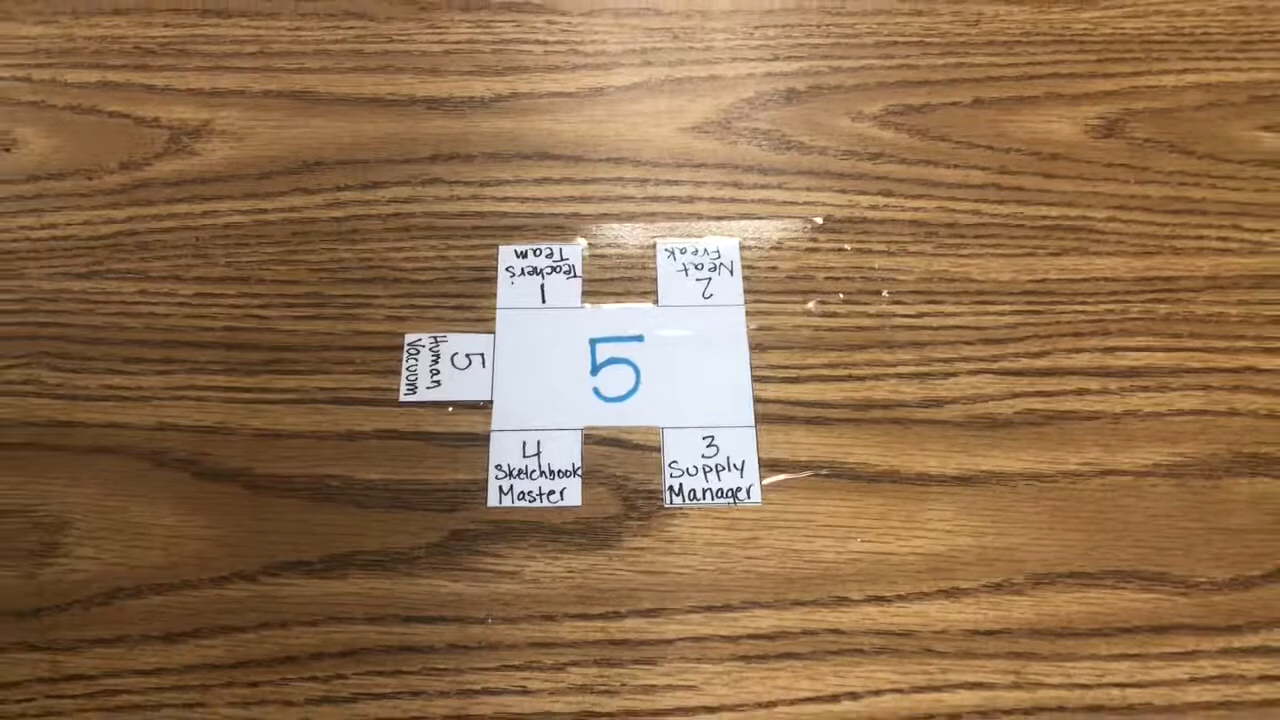 1
Teacher's
Team
2
Neat
Freak
5
Human
Vacuum
5
4
Sketchbook
Master
3
Supply
Manager